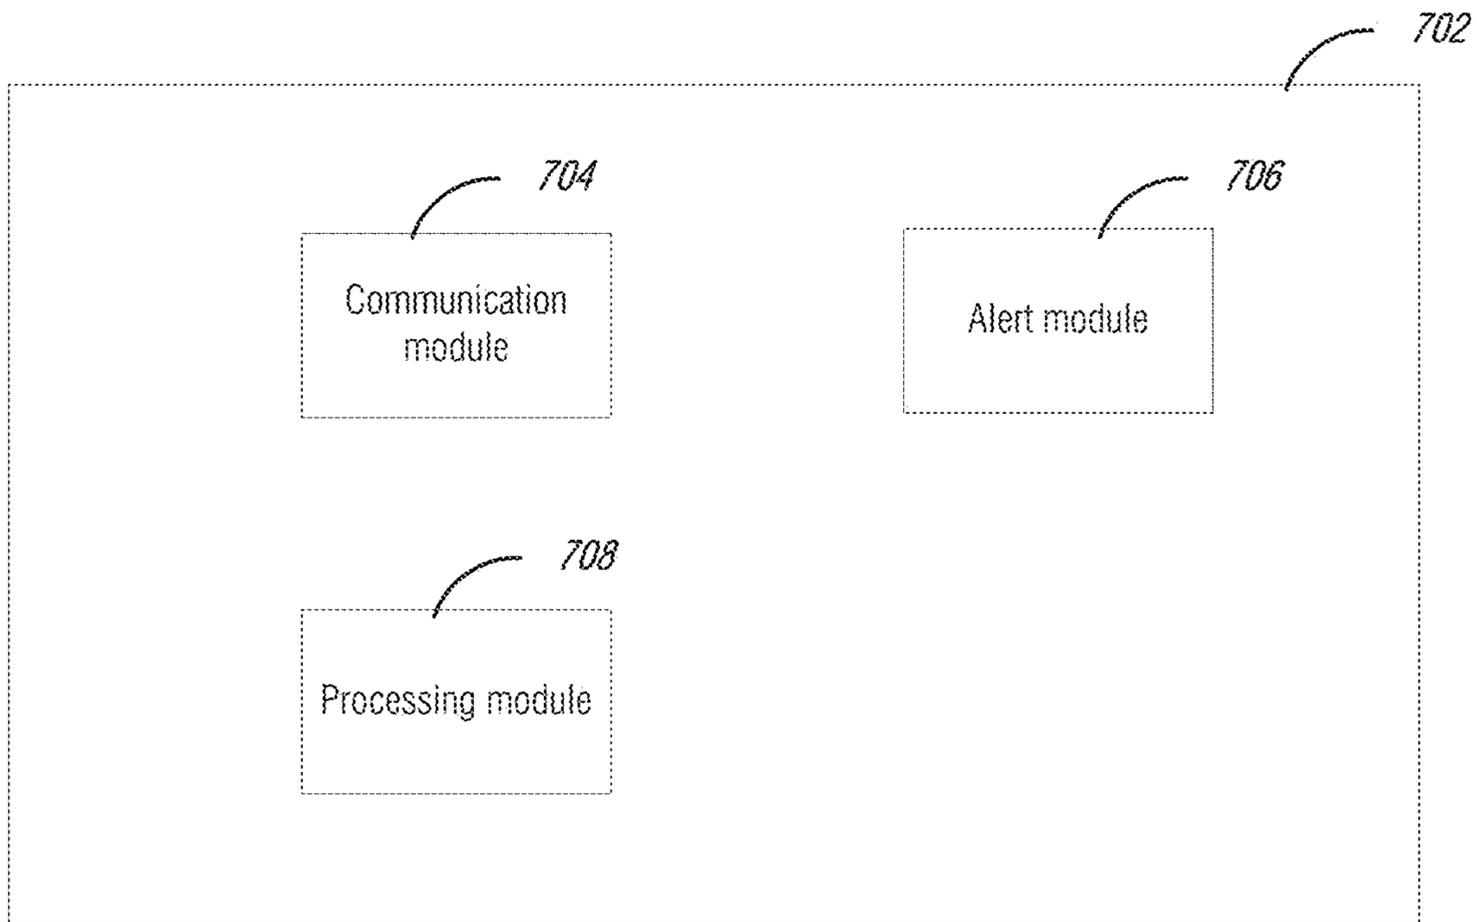 702
704
706
Communication
module
Alert module
708
Processing module